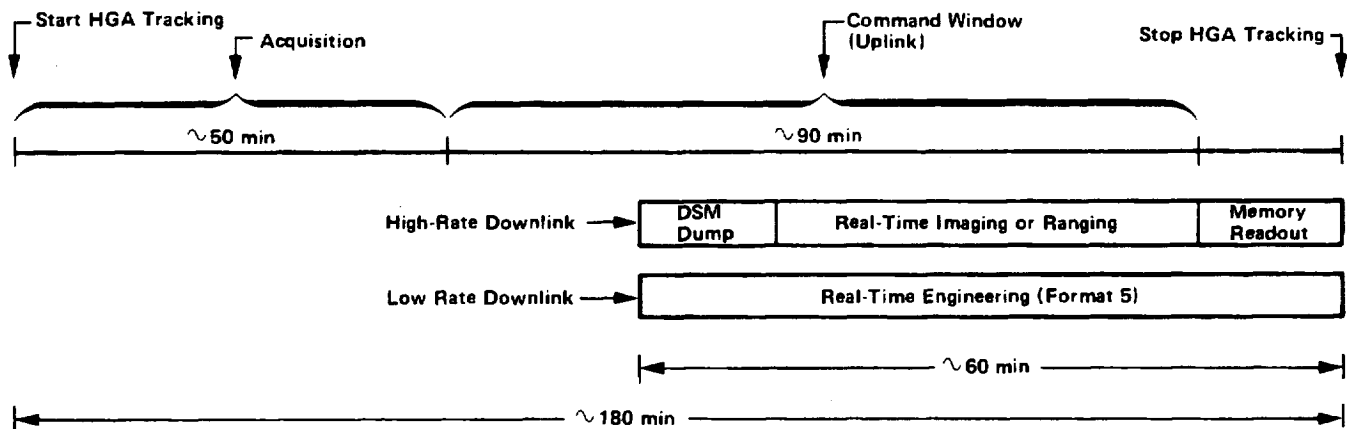 Start HGA Tracking
Acquisition
Command Window
(Uplink)
Stop HGA Tracking
~50 min
~90 min
High-Rate Downlink
DSM
Dump
Real-Time Imaging or Ranging
Memory
Readout
Low Rate Downlink
Real-Time Engineering (Format 5)
~60 min
~180 min